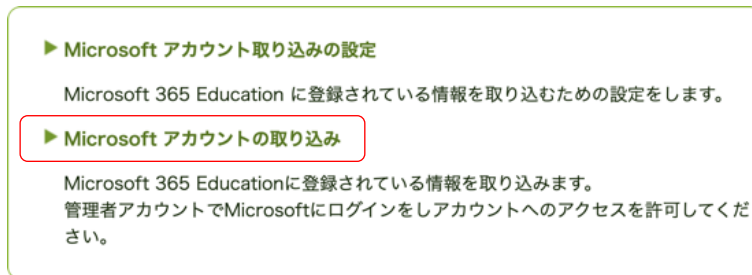 Microsoft アカウント取り込みの設定
Microsoft 365 Education に登録されている情報を取り込むための設定をします。
Microsoft アカウントの取り込み
Microsoft 365 Educationに登録されている情報を取り込みます。
管理者アカウントでMicrosoftにログインをしアカウントへのアクセスを許可してくだ
さい。